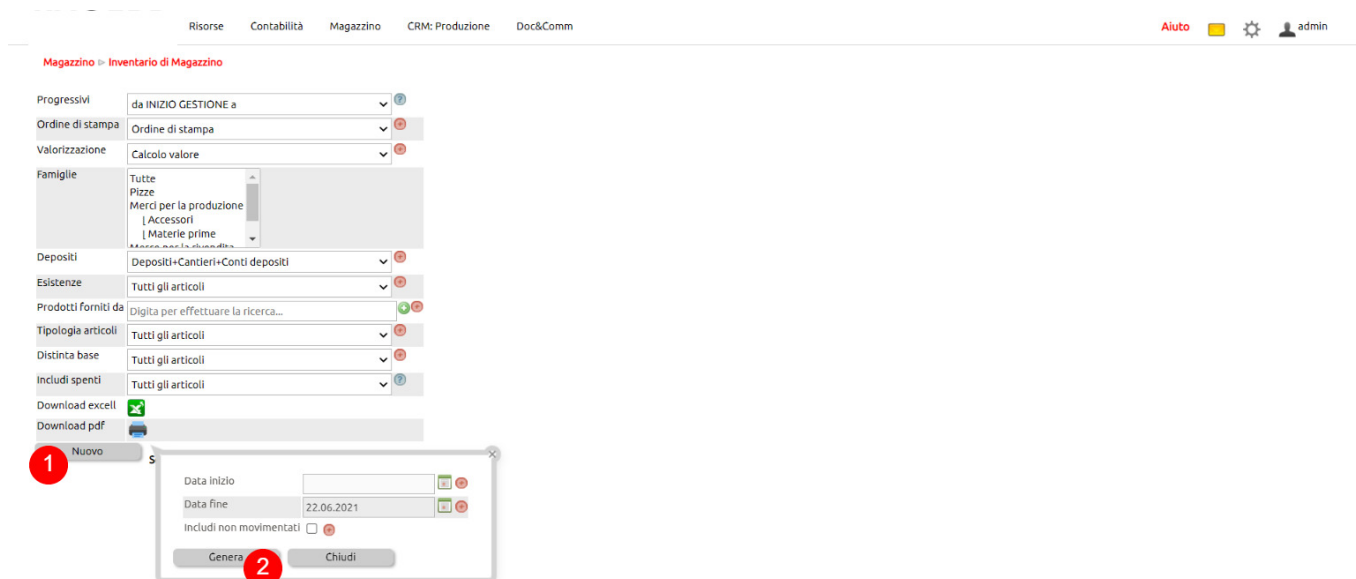 Risorse Contabilità Magazzino CRM: Produzione Doc&Comm Aiuto admin
Magazzino ▷ Inventario di Magazzino
Progressivi da INIZIO GESTIONE a
Ordine di stampa Ordine di stampa
Valorizzazione Calcolo valore
Famiglie Tutte
Pizze
Merci per la produzione
⌊ Accessori
⌊ Materie prime
Merce per la rivendita
Depositi Depositi+Cantieri+Conti depositi
Esistenze Tutti gli articoli
Prodotti forniti da Digita per effettuare la ricerca...
Tipologia articoli Tutti gli articoli
Distinta base Tutti gli articoli
Includi spenti Tutti gli articoli
Download excell
Download pdf
1 Nuovo S
Data inizio
Data fine 22.06.2021
Includi non movimentati
Genera 2 Chiudi